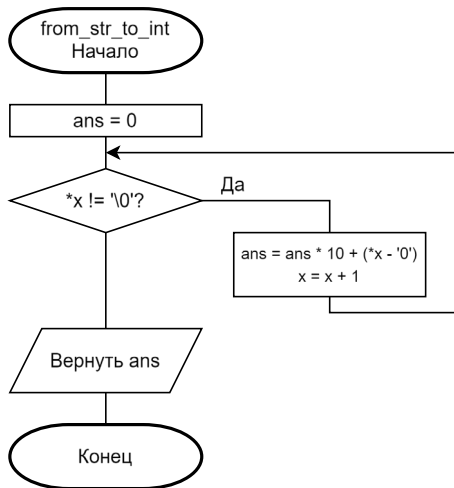 from_str_to_int
Начало
ans = 0
*x != '\0'?
Да
ans = ans * 10 + (*x - '0')
x = x + 1
Вернуть ans
Конец